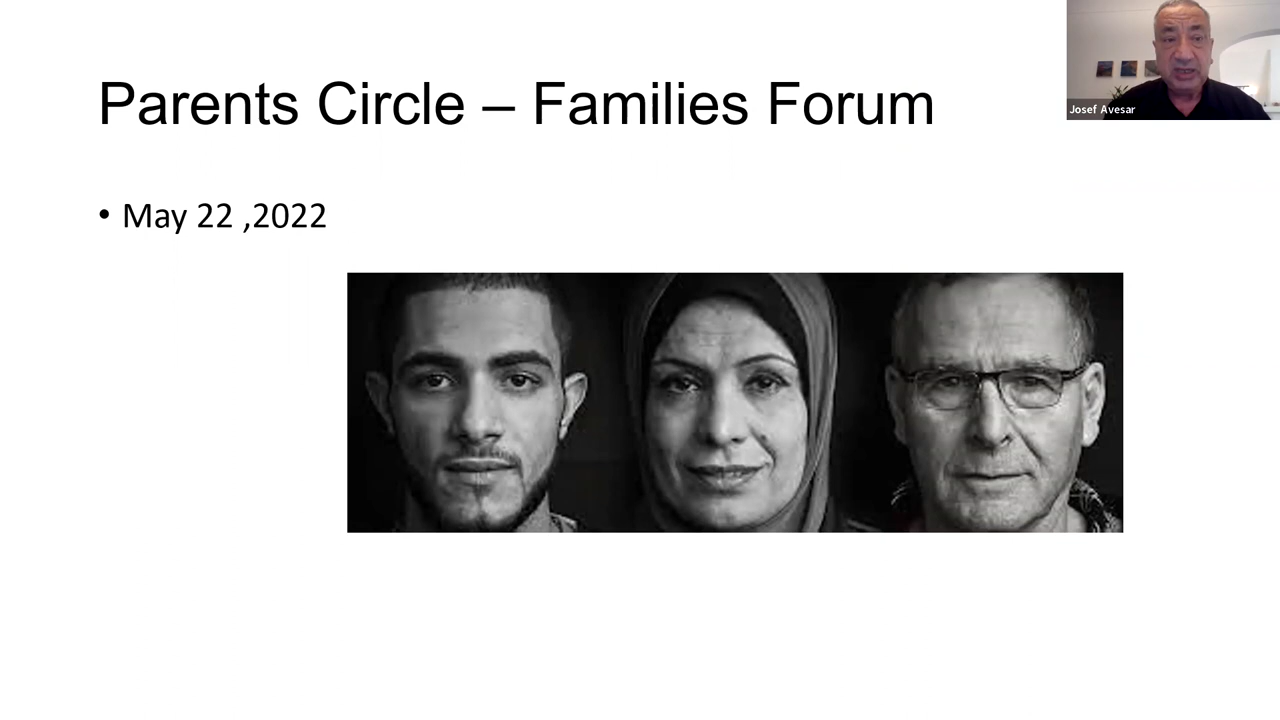 Parents Circle – Families Forum
Josef Avesar
• May 22 ,2022